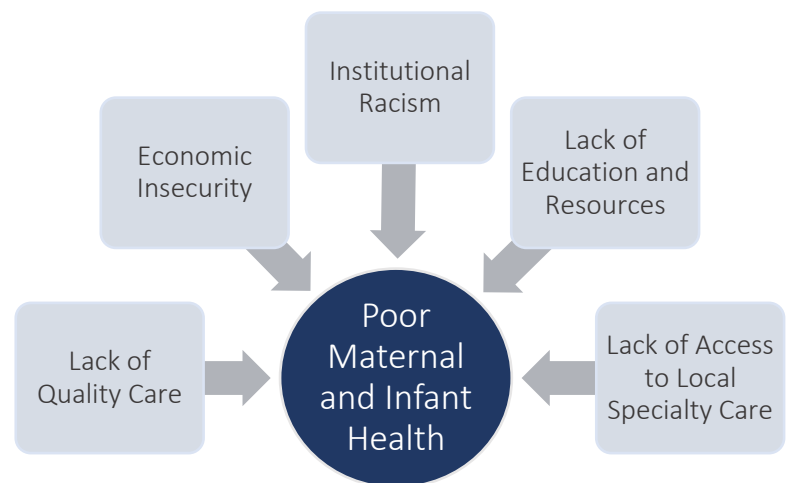 Institutional
Racism
Economic
Insecurity
Lack of
Education and
Resources
Lack of
Quality Care
Poor
Maternal
and Infant
Health
Lack of Access
to Local
Specialty Care